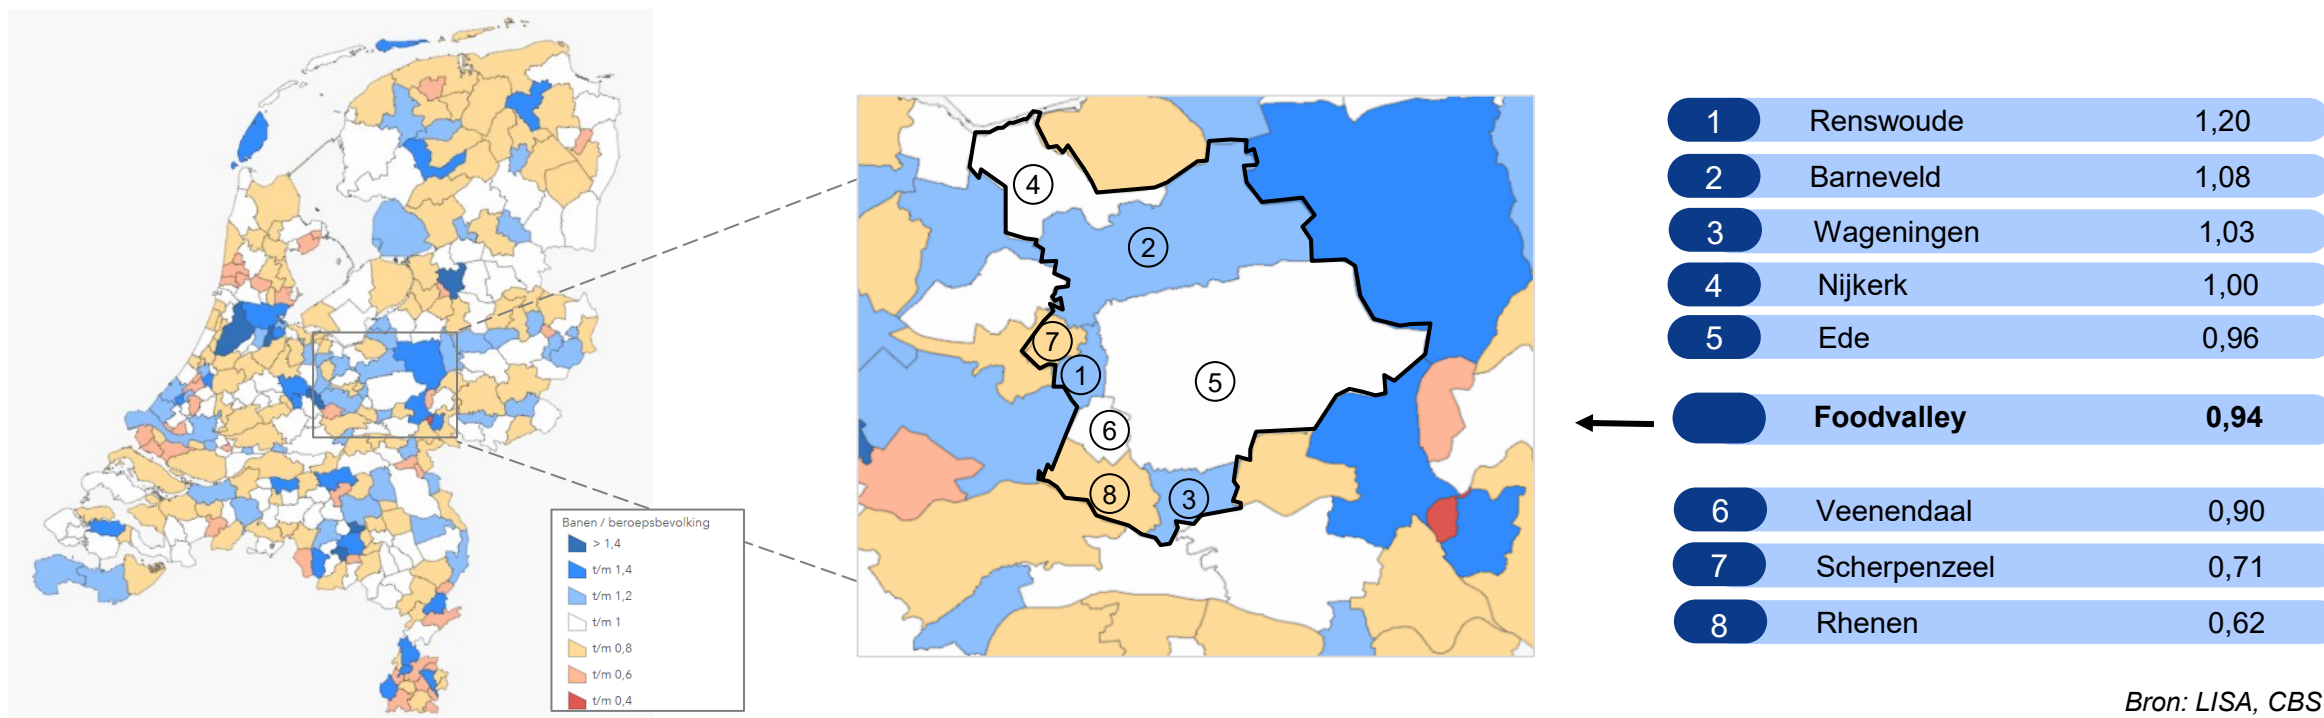 Banen / beroepsbevolking
> 1,4
t/m 1,4
t/m 1,2
t/m 1
t/m 0,8
t/m 0,6
t/m 0,4
4
2
7
1
5
6
8
3
1 Renswoude 1,20
2 Barneveld 1,08
3 Wageningen 1,03
4 Nijkerk 1,00
5 Ede 0,96
Foodvalley 0,94
6 Veenendaal 0,90
7 Scherpenzeel 0,71
8 Rhenen 0,62
Bron: LISA, CBS